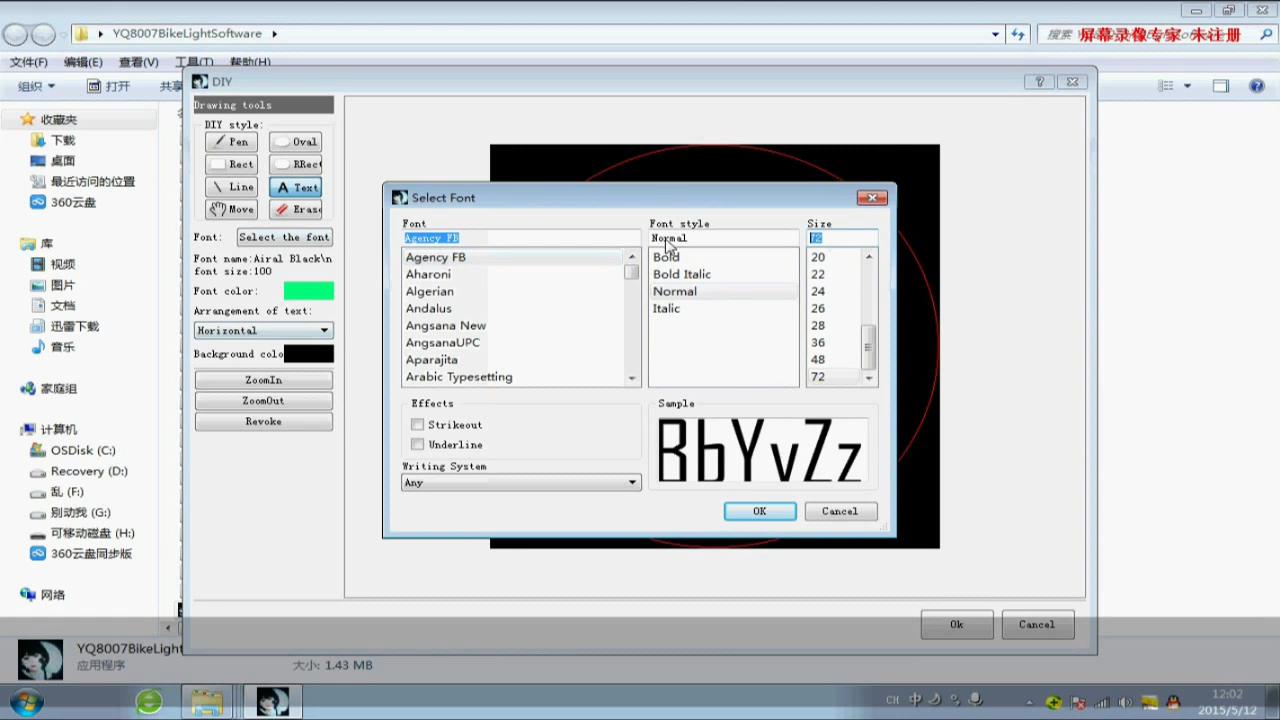 YQ8007BikeLightSoftware
搜索
屏幕录像专家 未注册
文件(F) 编辑(E) 查看(V) 工具(T) 帮助(H)
组织 打开 共享
收藏夹
下载
桌面
最近访问的位置
360云盘
库
视频
图片
文档
迅雷下载
音乐
家庭组
计算机
OSDisk (C:)
Recovery (D:)
乱 (F:)
别动我 (G:)
可移动磁盘 (H:)
360云盘同步版
网络
DIY
Drawing tools
DIY style:
Pen Oval
Rect RRect
Line A Text
Move Eras
Font: Select the font
Font name:Airal Black\n
font size:100
Font color:
Arrangement of text:
Horizontal
Background colo
ZoomIn
ZoomOut
Revoke
Select Font
Font Font style Size
Agency FB Normal 72
Agency FB Bold 20
Aharoni Bold Italic 22
Algerian Normal 24
Andalus Italic 26
Angsana New 28
AngsanaUPC 36
Aparajita 48
Arabic Typesetting 72
Effects Sample
Strikeout
Underline
BbYvZz
Writing System
Any
OK Cancel
Ok Cancel
YQ8007BikeLight
应用程序 大小: 1.43 MB
CH 中 12:02
2015/5/12